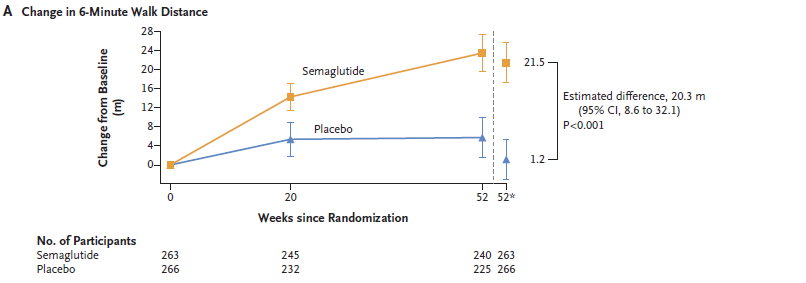 A Change in 6-Minute Walk Distance
Change from Baseline
(m)
28
24
20
16
12
8
4
0
Semaglutide
Placebo
21.5
1.2
Estimated difference, 20.3 m
(95% CI, 8.6 to 32.1)
P<0.001
0 20 52 52*
Weeks since Randomization
No. of Participants
Semaglutide 263 245 240 263
Placebo 266 232 225 266